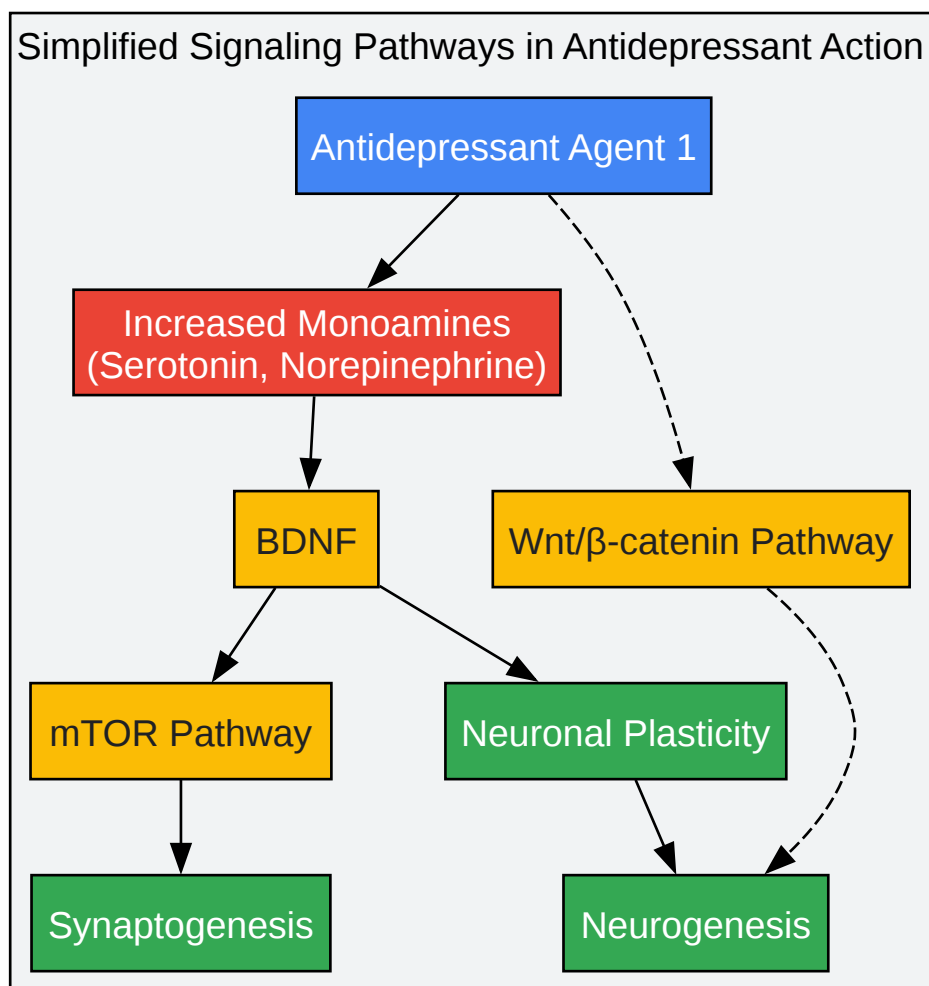 Simplified Signaling Pathways in Antidepressant Action
Antidepressant Agent 1
Increased Monoamines
(Serotonin, Norepinephrine)
BDNF
Wnt/β-catenin Pathway
mTOR Pathway
Neuronal Plasticity
Synaptogenesis
Neurogenesis